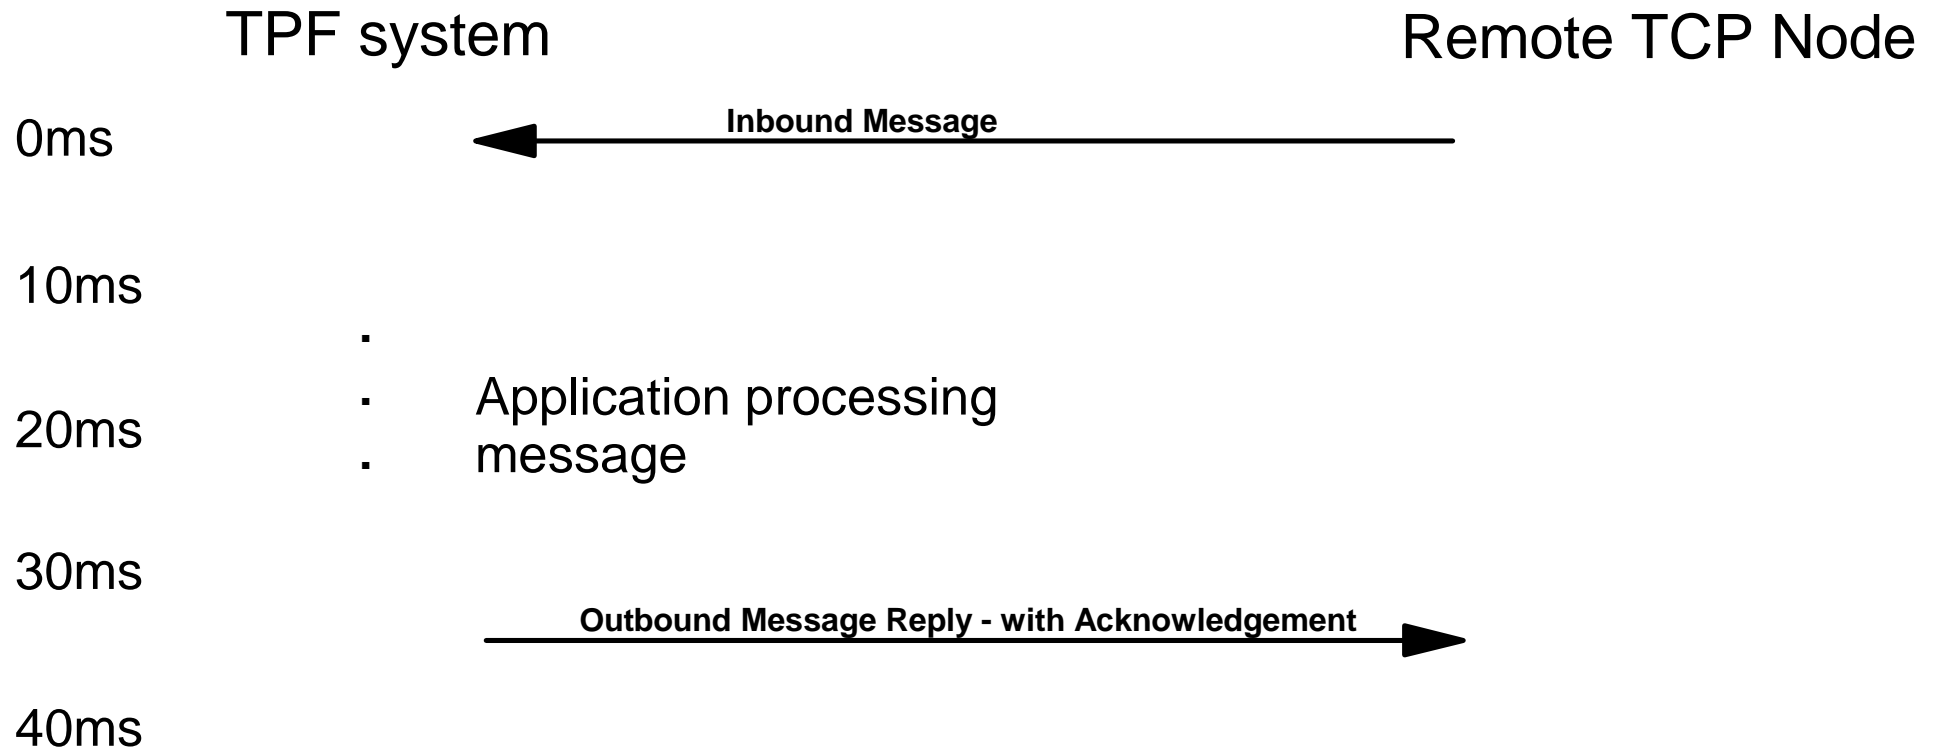 TPF system
Remote TCP Node
0ms
Inbound Message
10ms
Application processing
message
20ms
30ms
Outbound Message Reply - with Acknowledgement
40ms